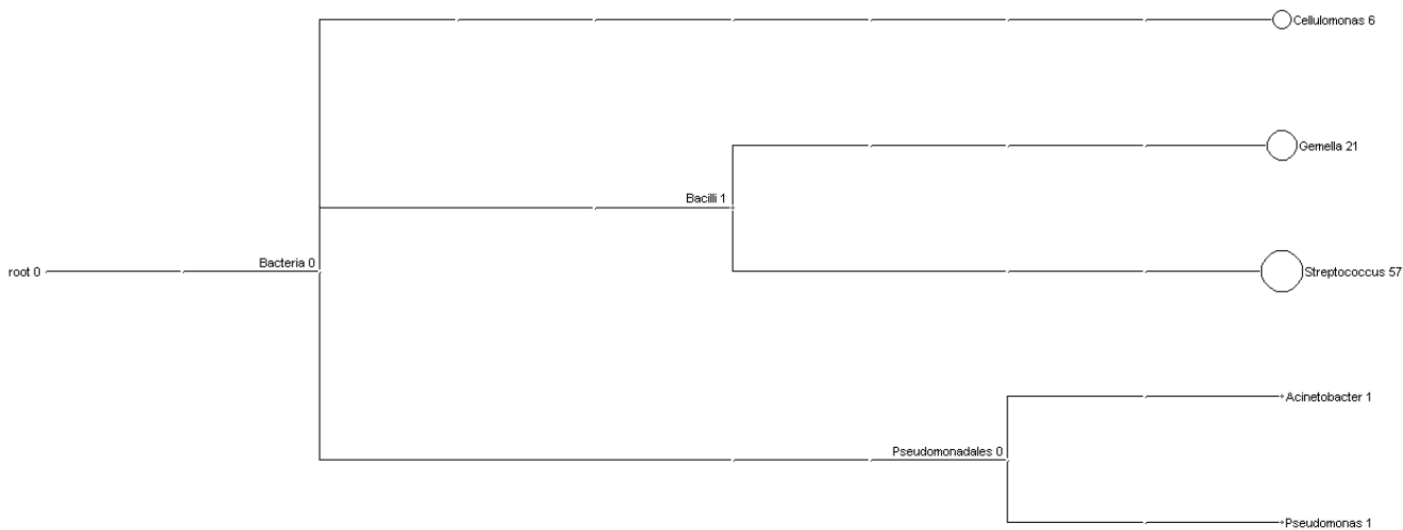 Cellulomonas 6
Gemella 21
Bacilli 1
Bacteria 0
root 0
Streptococcus 57
Acinetobacter 1
Pseudomonadales 0
Pseudomonas 1